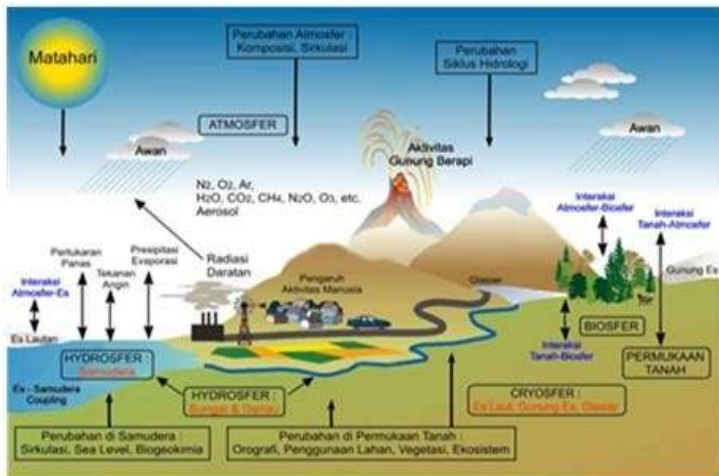 Matahari
Perubahan Atmosfer :
Komposisi, Sirkulasi
Perubahan
Siklus Hidrologi
ATMOSFER
Awan
Aktivitas
Gunung Berapi
Awan
N2, O2, Ar,
H2O, CO2, CH4, N2O, O3, etc.
Aerosol
Interaksi
Atmosfer-Biosfer
Interaksi
Tanah-Atmosfer
Pertukaran
Panas
Presipitasi
Evaporasi
Tekanan
Angin
Radiasi
Daratan
Interaksi
Atmosfer-Es
Pengaruh
Aktivitas Manusia
Gletser
Gunung Es
Es Lautan
BIOSFER
Interaksi
Tanah-Biosfer
PERMUKAAN
TANAH
HYDROSFER :
Samudera
Es - Samudera
Coupling
HYDROSFER :
Sungai & Danau
CRYOSFER :
Es Laut, Gunung Es, Gletser
Perubahan di Samudera :
Sirkulasi, Sea Level, Biogeokimia
Perubahan di Permukaan Tanah :
Orografi, Penggunaan Lahan, Vegetasi, Ekosistem